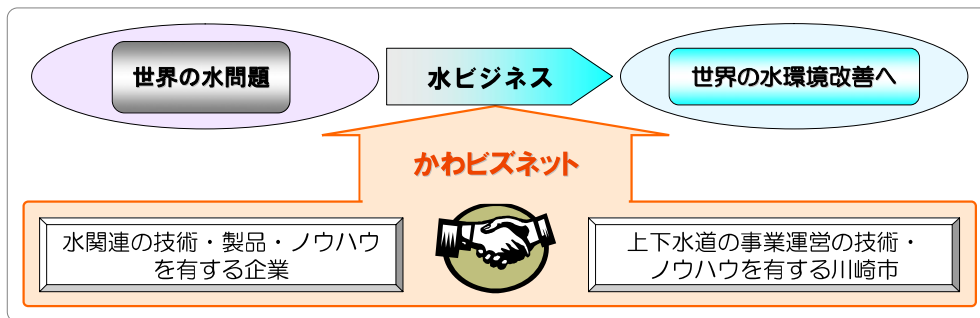 世界の水問題
水ビジネス
世界の水環境改善へ
かわビズネット
水関連の技術・製品・ノウハウ
を有する企業
上下水道の事業運営の技術・
ノウハウを有する川崎市